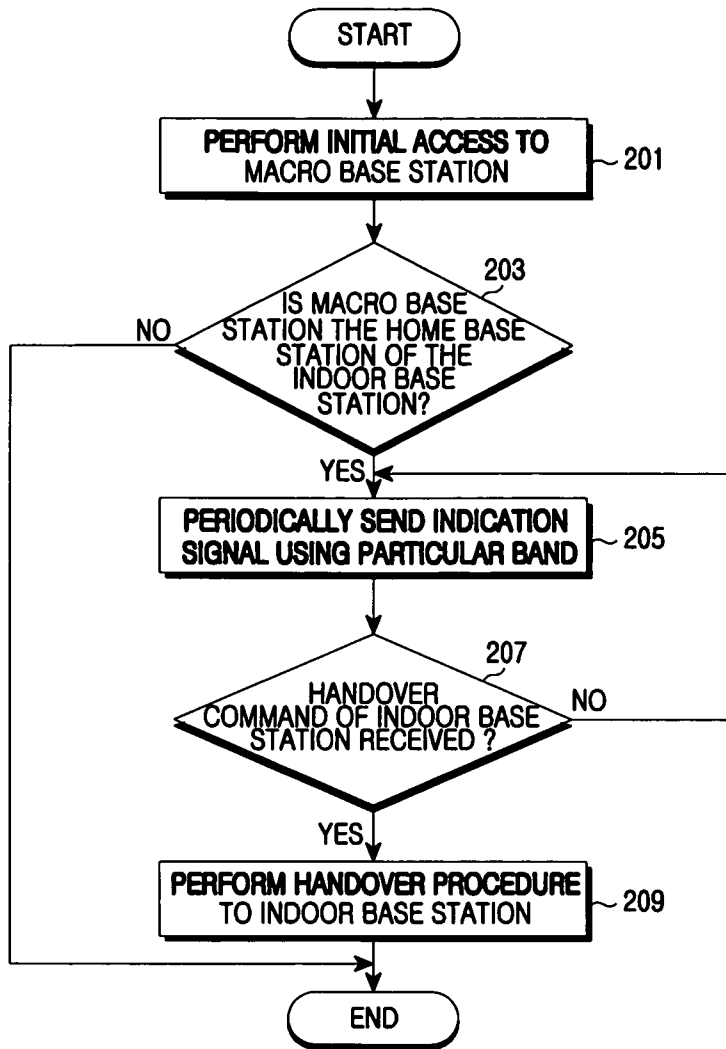 START
PERFORM INITIAL ACCESS TO
MACRO BASE STATION
201
203
IS MACRO BASE
STATION THE HOME BASE
STATION OF THE
INDOOR BASE
STATION?
NO
YES
PERIODICALLY SEND INDICATION
SIGNAL USING PARTICULAR BAND
205
207
HANDOVER
COMMAND OF INDOOR BASE
STATION RECEIVED ?
NO
YES
PERFORM HANDOVER PROCEDURE
TO INDOOR BASE STATION
209
END